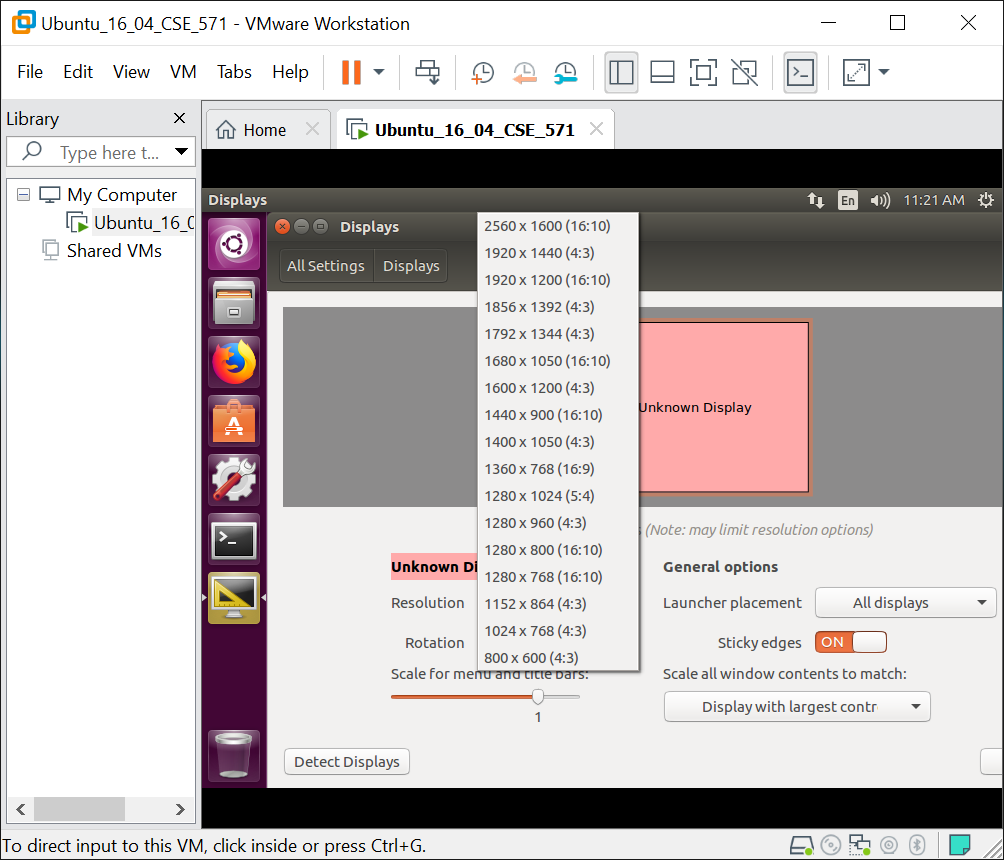 Ubuntu_16_04_CSE_571 - VMware Workstation
File Edit View VM Tabs Help
Library
Type here t...
My Computer
Ubuntu_16_0
Shared VMs
Home
Ubuntu_16_04_CSE_571
Displays
En
11:21 AM
Displays
All Settings
Displays
2560 x 1600 (16:10)
1920 x 1440 (4:3)
1920 x 1200 (16:10)
1856 x 1392 (4:3)
1792 x 1344 (4:3)
1680 x 1050 (16:10)
1600 x 1200 (4:3)
1440 x 900 (16:10)
1400 x 1050 (4:3)
1360 x 768 (16:9)
1280 x 1024 (5:4)
1280 x 960 (4:3)
1280 x 800 (16:10)
1280 x 768 (16:10)
1152 x 864 (4:3)
1024 x 768 (4:3)
800 x 600 (4:3)
Unknown Display
s (Note: may limit resolution options)
Unknown Di
Resolution
Rotation
Scale for menu and title bars:
1
General options
Launcher placement
All displays
Sticky edges
ON
Scale all window contents to match:
Display with largest contr
Detect Displays
To direct input to this VM, click inside or press Ctrl+G.